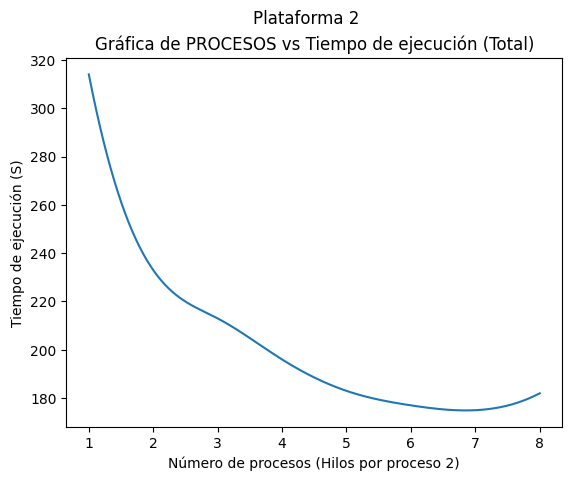 Plataforma 2
Gráfica de PROCESOS vs Tiempo de ejecución (Total)
320
300
280
260
240
220
200
180
Tiempo de ejecución (S)
1 2 3 4 5 6 7 8
Número de procesos (Hilos por proceso 2)